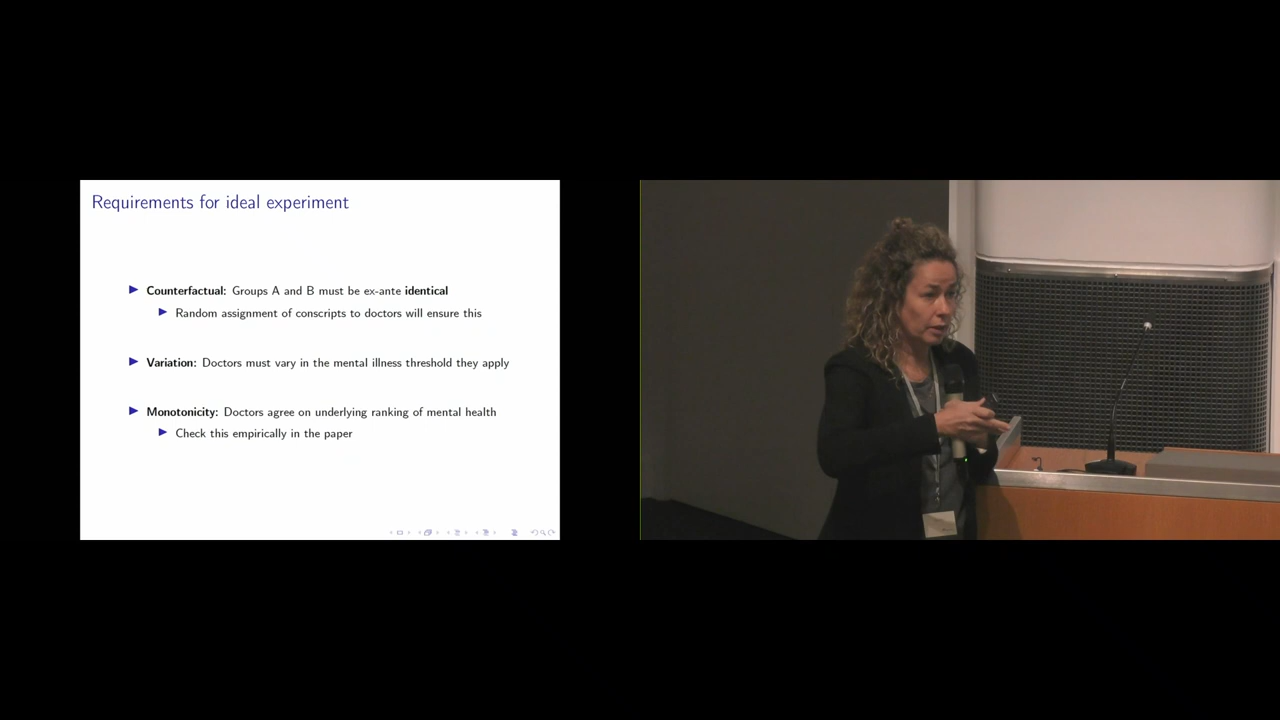 Requirements for ideal experiment
Counterfactual: Groups A and B must be ex-ante identical
Random assignment of conscripts to doctors will ensure this
Variation: Doctors must vary in the mental illness threshold they apply
Monotonicity: Doctors agree on underlying ranking of mental health
Check this empirically in the paper